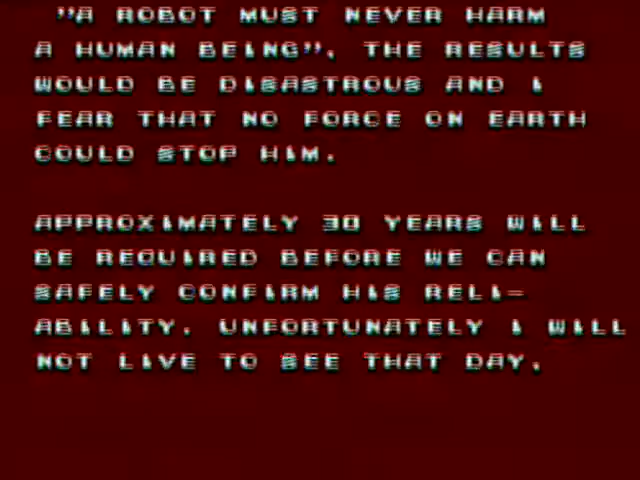 "A ROBOT MUST NEVER HARM
A HUMAN BEING". THE RESULTS
WOULD BE DISASTROUS AND I
FEAR THAT NO FORCE ON EARTH
COULD STOP HIM.
APPROXIMATELY 30 YEARS WILL
BE REQUIRED BEFORE WE CAN
SAFELY CONFIRM HIS RELI-
ABILITY. UNFORTUNATELY I WILL
NOT LIVE TO SEE THAT DAY.